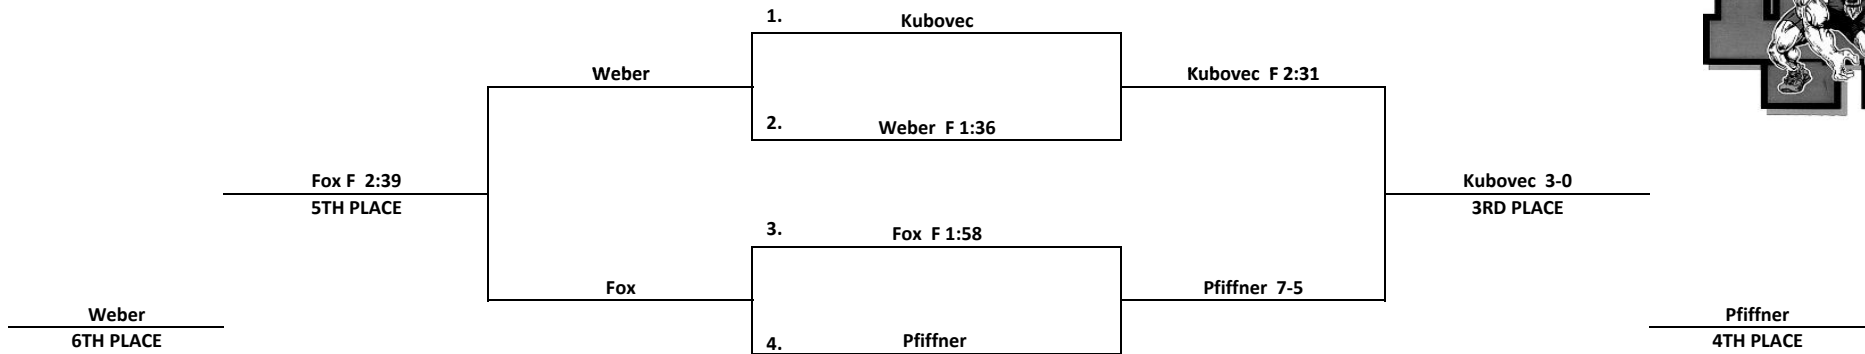 1. Kubovec
Weber
Kubovec F 2:31
2. Weber F 1:36
Fox F 2:39
5TH PLACE
Kubovec 3-0
3RD PLACE
3. Fox F 1:58
Fox
Pfiffner 7-5
Weber
6TH PLACE
4. Pfiffner
Pfiffner
4TH PLACE